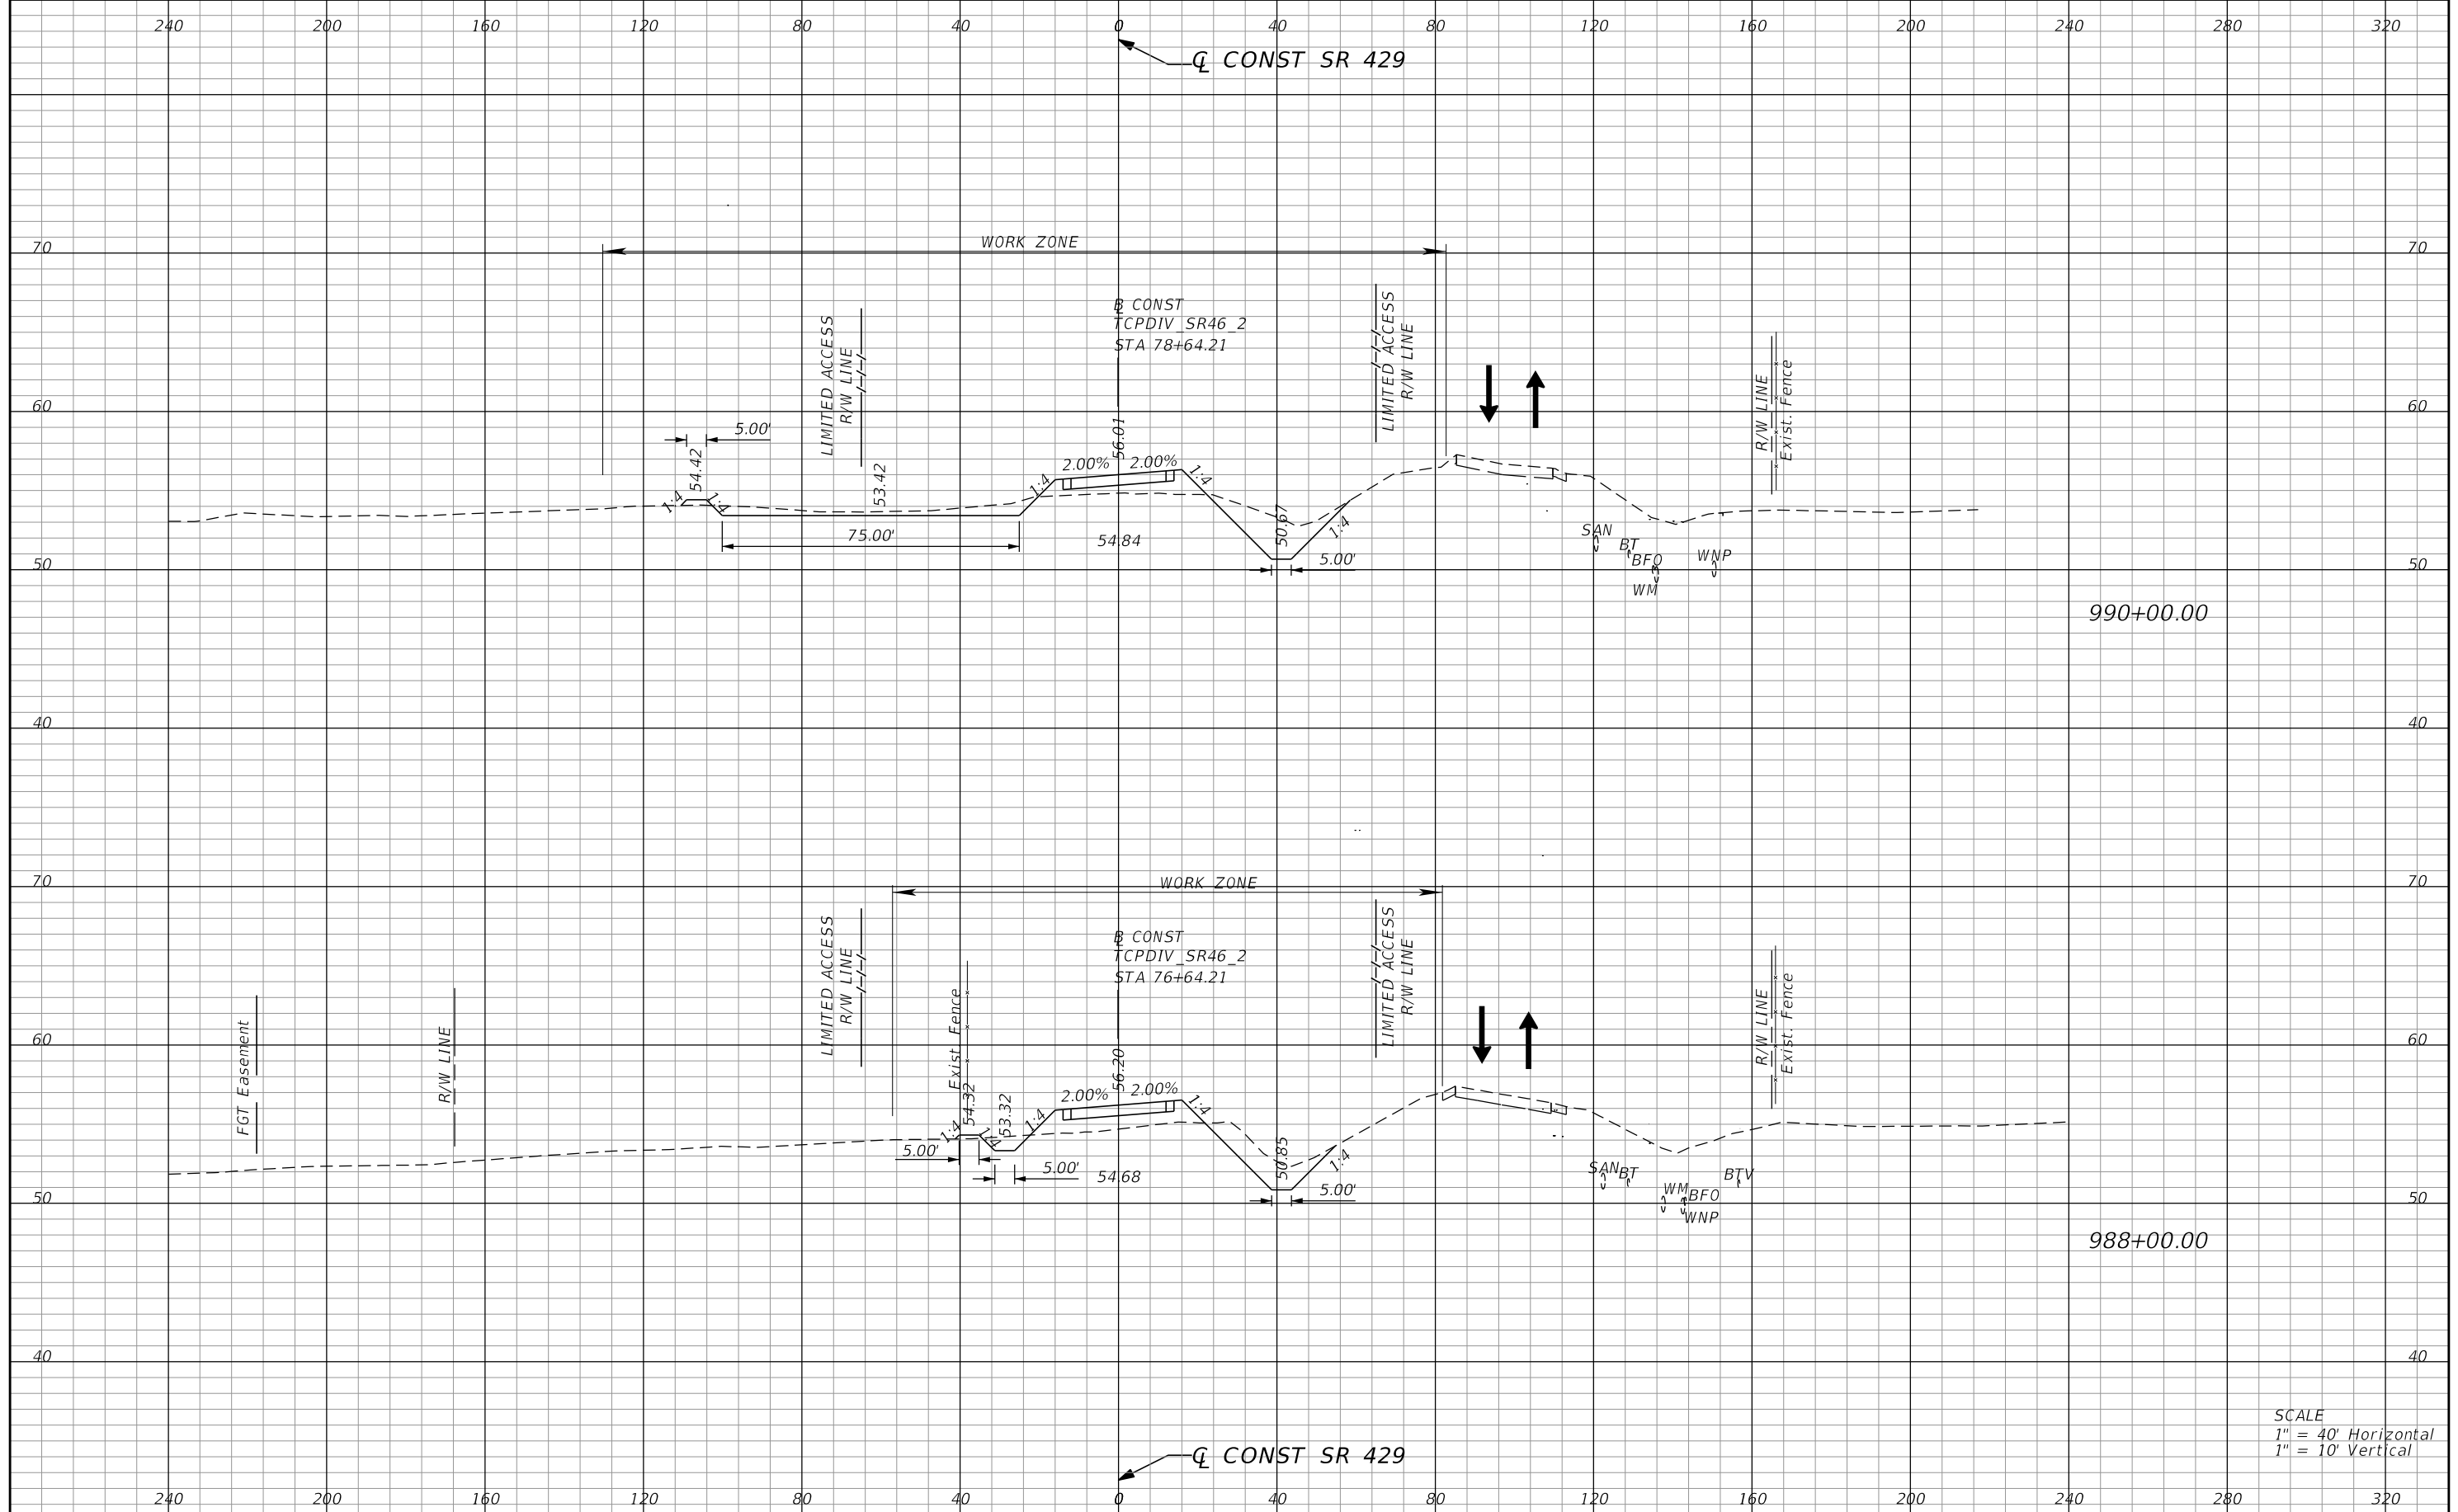 240 200 160 120 80 40 0 40 80 120 160 200 240 280 320
℄ CONST SR 429
70 70
WORK ZONE
LIMITED ACCESS
R/W LINE
B̲L CONST
TCPDIV_SR46_2
STA 78+64.21
LIMITED ACCESS
R/W LINE
R/W LINE
Exist. Fence
60 60
5.00'
54.42
53.42
56.01
2.00% 2.00%
1:4
1:4
1:4
1:4
1:4
50.67
75.00'
54.84
5.00'
SAN
BT
BFO
WM
WNP
50 50
990+00.00
40 40
70 70
WORK ZONE
LIMITED ACCESS
R/W LINE
B̲L CONST
TCPDIV_SR46_2
STA 76+64.21
LIMITED ACCESS
R/W LINE
R/W LINE
Exist. Fence
FGT Easement
R/W LINE
Exist Fence
60 60
54.32
53.32
56.20
2.00% 2.00%
1:4
1:4
1:4
1:4
1:4
50.85
5.00'
5.00'
54.68
5.00'
SAN
BT
WM
BFO
WNP
BTV
50 50
988+00.00
40 40
SCALE
1" = 40' Horizontal
1" = 10' Vertical
℄ CONST SR 429
240 200 160 120 80 40 0 40 80 120 160 200 240 280 320